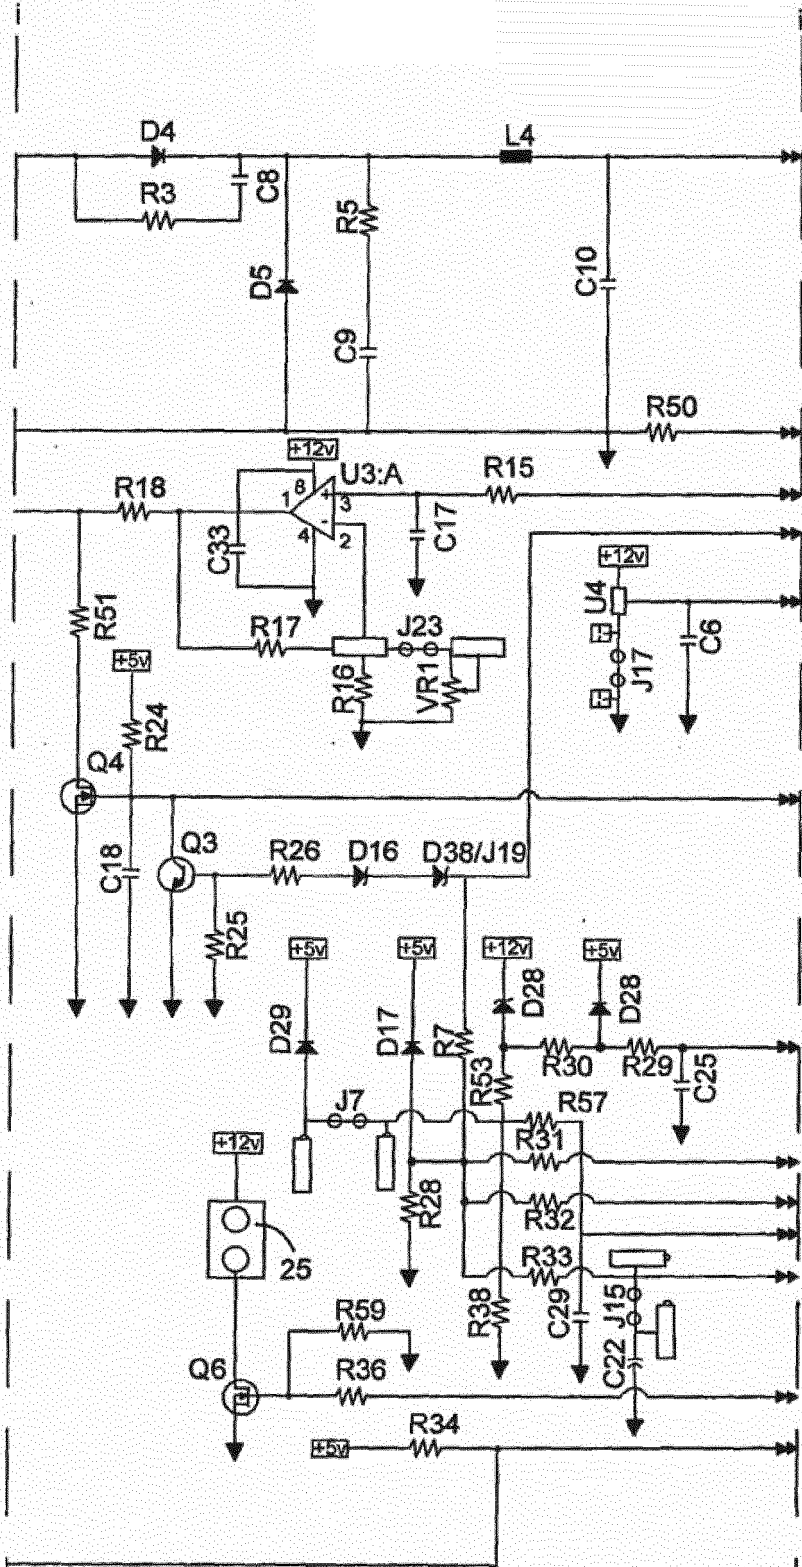 D4
L4
R3
C8
R5
D5
C10
C9
R50
+12v
U3:A
R15
R18
1
8
+
3
-
4
2
C33
C17
+12v
U4
R51
R17
J23
C6
+5v
R16
VR1
J17
R24
Q4
Q3
C18
R26
D16
D38/J19
R25
+5v
+5v
+12v
+5v
D28
D28
D29
D17
R7
R30
R29
C25
R53
J7
R57
+12v
R31
R28
R32
25
R33
R59
R38
C29
J15
Q6
R36
C22
R34
+5v